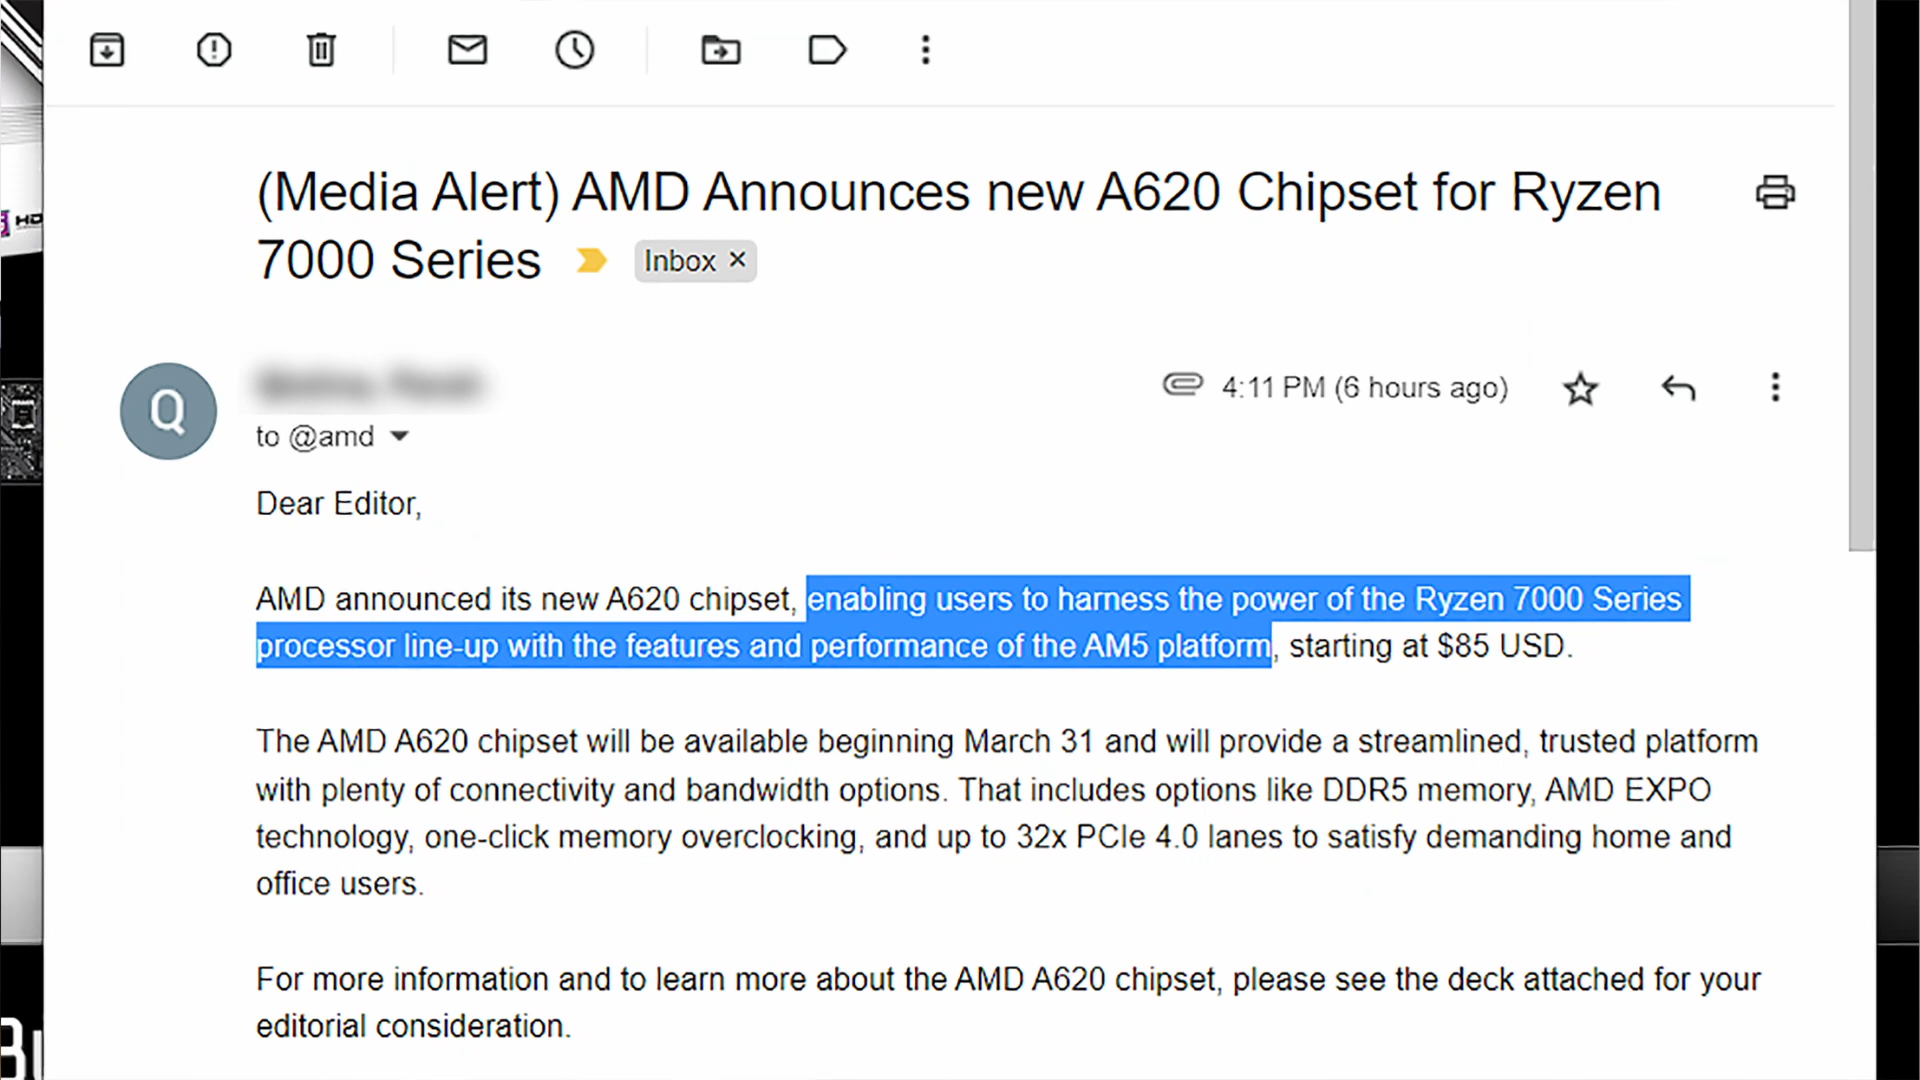 (Media Alert) AMD Announces new A620 Chipset for Ryzen
7000 Series
Inbox ×
Q
4:11 PM (6 hours ago)
to @amd
Dear Editor,
AMD announced its new A620 chipset, enabling users to harness the power of the Ryzen 7000 Series
processor line-up with the features and performance of the AM5 platform, starting at $85 USD.
The AMD A620 chipset will be available beginning March 31 and will provide a streamlined, trusted platform
with plenty of connectivity and bandwidth options. That includes options like DDR5 memory, AMD EXPO
technology, one-click memory overclocking, and up to 32x PCIe 4.0 lanes to satisfy demanding home and
office users.
For more information and to learn more about the AMD A620 chipset, please see the deck attached for your
editorial consideration.